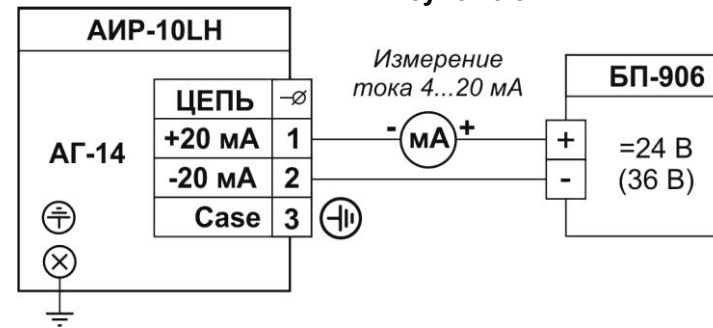 АИР-10LH
Измерение
тока 4...20 мА
БП-906
ЦЕПЬ
+20 мА 1
- мА +
+
=24 В
АГ-14
-20 мА 2
-
(36 В)
Case 3